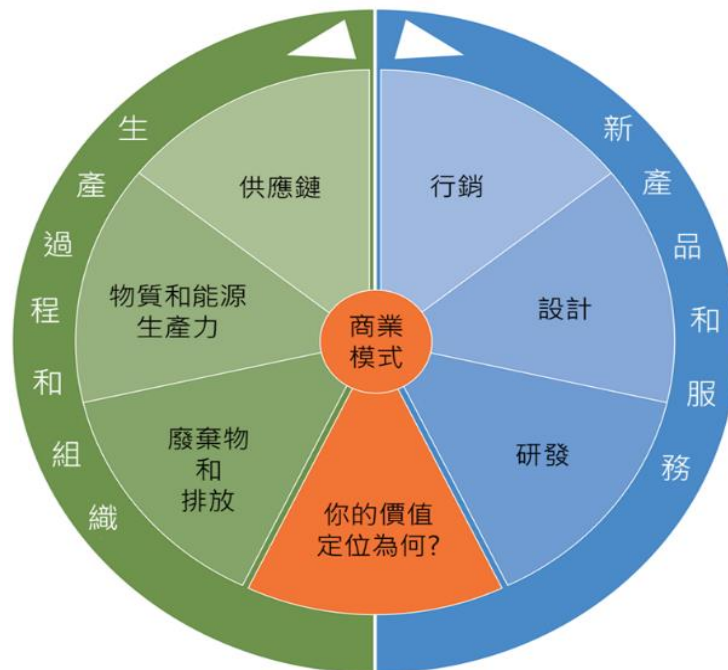 生產過程和組織
新產品和服務
供應鏈
行銷
物質和能源
生產力
設計
商業
模式
廢棄物
和
排放
研發
你的價值
定位為何?